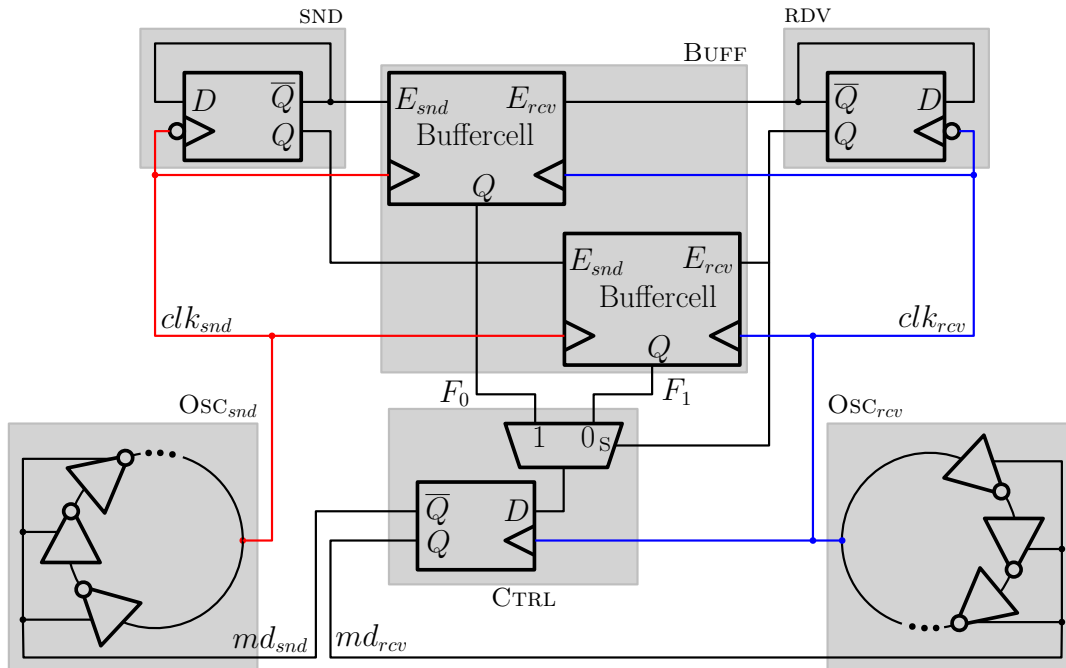 SND
RDV
BUFF
D
Q̅
Q
E_snd
E_rcv
Buffercell
Q
Q̅
D
Q
E_snd
E_rcv
Buffercell
Q
clk_snd
clk_rcv
F_0
F_1
OSC_snd
OSC_rcv
1
0
S
Q̅
D
Q
CTRL
md_snd
md_rcv